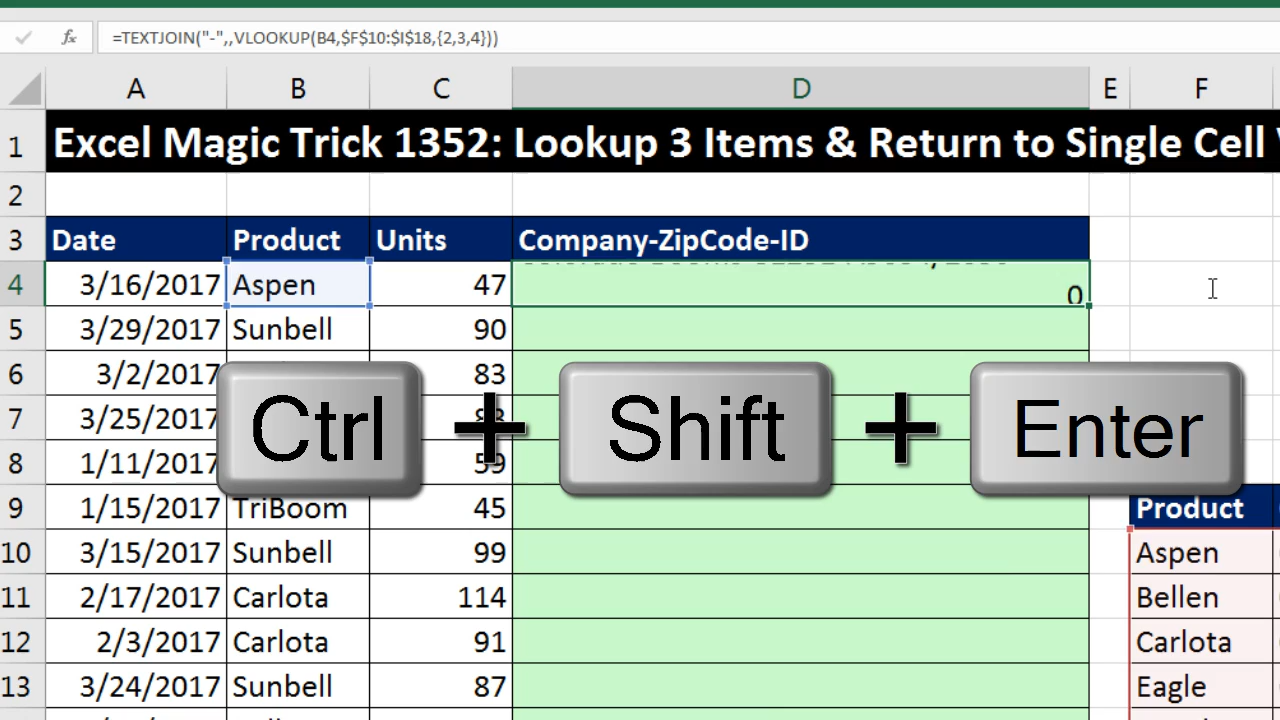 =TEXTJOIN("-",,VLOOKUP(B4,$F$10:$I$18,{2,3,4}))
A B C D E F
1 Excel Magic Trick 1352: Lookup 3 Items & Return to Single Cell
2
3 Date Product Units Company-ZipCode-ID
4 3/16/2017 Aspen 47 0
5 3/29/2017 Sunbell 90
6 3/2/2017 83
7 3/25/2017
8 1/11/2017 59
Ctrl + Shift + Enter
9 1/15/2017 TriBoom 45 Product
10 3/15/2017 Sunbell 99 Aspen
11 2/17/2017 Carlota 114 Bellen
12 2/3/2017 Carlota 91 Carlota
13 3/24/2017 Sunbell 87 Eagle